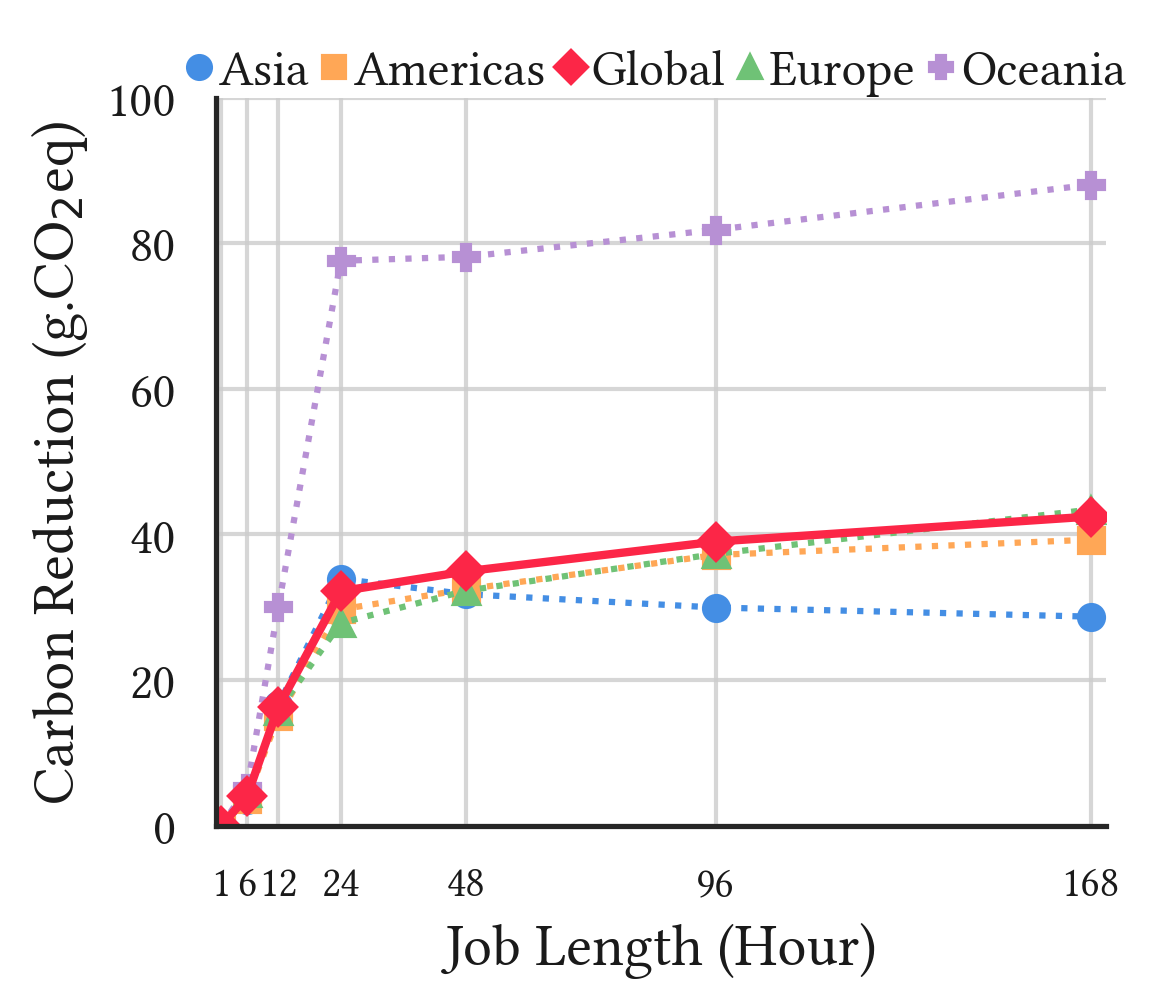 Asia Americas Global Europe Oceania
Carbon Reduction (g.CO₂eq)
100
80
60
40
20
0
1 6 12 24 48 96 168
Job Length (Hour)